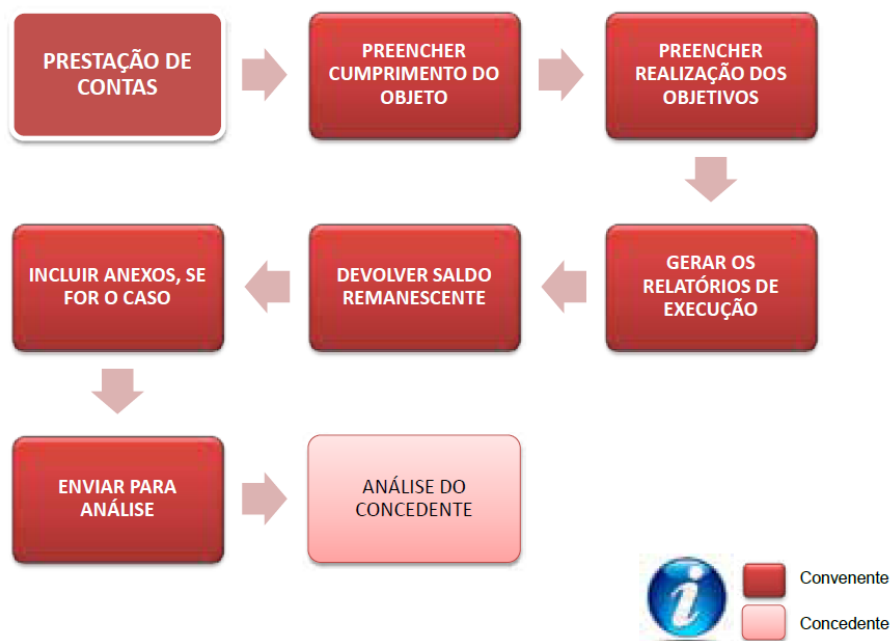 PRESTAÇÃO DE
CONTAS
PREENCHER
CUMPRIMENTO DO
OBJETO
PREENCHER
REALIZAÇÃO DOS
OBJETIVOS
GERAR OS
RELATÓRIOS DE
EXECUÇÃO
DEVOLVER SALDO
REMANESCENTE
INCLUIR ANEXOS, SE
FOR O CASO
ENVIAR PARA
ANÁLISE
ANÁLISE DO
CONCEDENTE
i
Convenente
Concedente